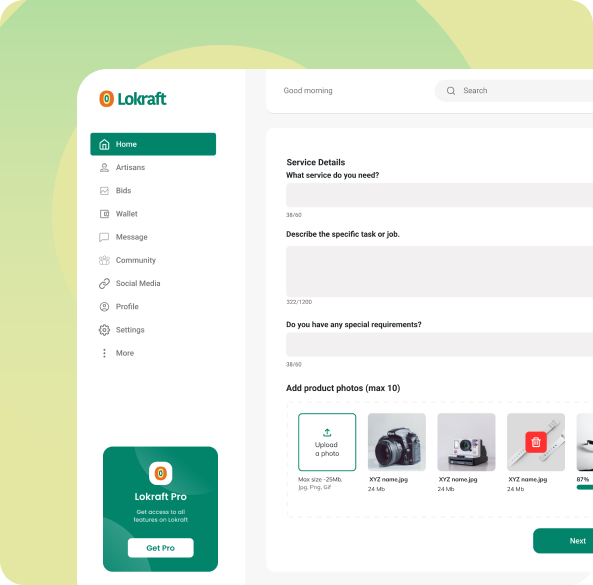 Lokraft
Good morning
Search
Home
Artisans
Bids
Wallet
Message
Community
Social Media
Profile
Settings
More
Lokraft Pro
Get access to all
features on Lokraft
Get Pro
Service Details
What service do you need?
38/60
Describe the specific task or job.
322/1200
Do you have any special requirements?
38/60
Add product photos (max 10)
Upload
a photo
Max size -25Mb.
Jpg, Png, Gif
XYZ name.jpg
24 Mb
XYZ name.jpg
24 Mb
XYZ name.jpg
24 Mb
87%
Next